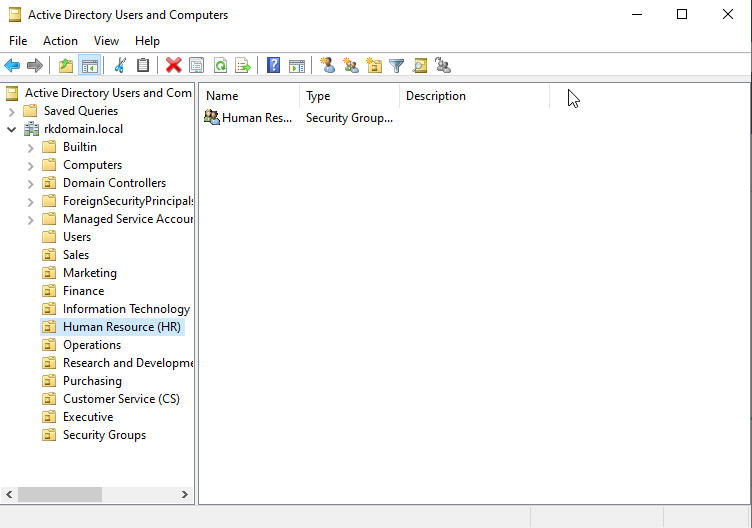 Active Directory Users and Computers
File Action View Help
Active Directory Users and Com
Saved Queries
rkdomain.local
Builtin
Computers
Domain Controllers
ForeignSecurityPrincipals
Managed Service Accour
Users
Sales
Marketing
Finance
Information Technology
Human Resource (HR)
Operations
Research and Developme
Purchasing
Customer Service (CS)
Executive
Security Groups
Name Type Description
Human Res... Security Group...